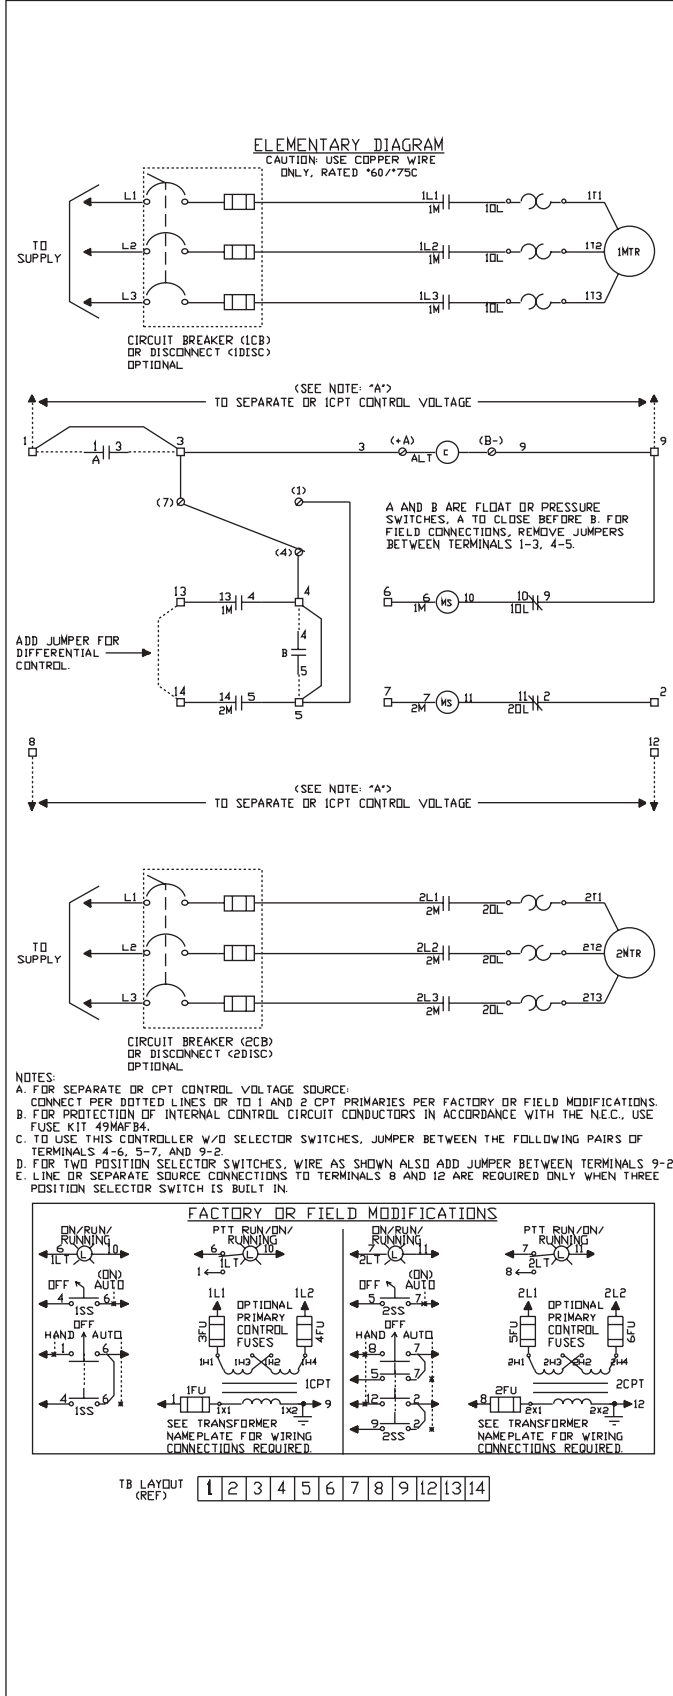 ELEMENTARY DIAGRAM
CAUTION: USE COPPER WIRE
ONLY, RATED *60/*75C
L1 1L1 1M 1OL 1T1
TO SUPPLY
L2 1L2 1M 1OL 1T2 1MTR
L3 1L3 1M 1OL 1T3
CIRCUIT BREAKER (1CB)
OR DISCONNECT (1DISC)
OPTIONAL
(SEE NOTE: "A")
TO SEPARATE OR 1CPT CONTROL VOLTAGE
1 1 3 A 3 3 (+A) ALT C (B-) 9 9
(7) (1)
A AND B ARE FLOAT OR PRESSURE
SWITCHES, A TO CLOSE BEFORE B. FOR
FIELD CONNECTIONS, REMOVE JUMPERS
BETWEEN TERMINALS 1-3, 4-5.
(4)
13 13 4 1M 4 6 6 1M MS 10 10 9 1OL
4
B
5
ADD JUMPER FOR
DIFFERENTIAL
CONTROL.
14 14 5 2M 5 7 7 2M MS 11 11 2 2OL 2
8 12
(SEE NOTE: "A")
TO SEPARATE OR 1CPT CONTROL VOLTAGE
L1 2L1 2M 2OL 2T1
TO SUPPLY
L2 2L2 2M 2OL 2T2 2MTR
L3 2L3 2M 2OL 2T3
CIRCUIT BREAKER (2CB)
OR DISCONNECT (2DISC)
OPTIONAL
NOTES:
A. FOR SEPARATE OR CPT CONTROL VOLTAGE SOURCE:
CONNECT PER DOTTED LINES OR TO 1 AND 2 CPT PRIMARIES PER FACTORY OR FIELD MODIFICATIONS.
B. FOR PROTECTION OF INTERNAL CONTROL CIRCUIT CONDUCTORS IN ACCORDANCE WITH THE N.E.C., USE
FUSE KIT 49MAFB4.
C. TO USE THIS CONTROLLER W/O SELECTOR SWITCHES, JUMPER BETWEEN THE FOLLOWING PAIRS OF
TERMINALS 4-6, 5-7, AND 9-2.
D. FOR TWO POSITION SELECTOR SWITCHES, WIRE AS SHOWN ALSO ADD JUMPER BETWEEN TERMINALS 9-2
E. LINE OR SEPARATE SOURCE CONNECTIONS TO TERMINALS 8 AND 12 ARE REQUIRED ONLY WHEN THREE
POSITION SELECTOR SWITCH IS BUILT IN.
FACTORY OR FIELD MODIFICATIONS
ON/RUN/
RUNNING
6 L 10
1LT
OFF (ON) AUTO
4 6
1SS
OFF
HAND AUTO
1 6
4 6
1SS
PTT RUN/ON/
RUNNING
6 L 10
1LT
1
1L1 1L2
3FU OPTIONAL PRIMARY CONTROL FUSES 4FU
1H1 1H3 1H2 1H4
1CPT
1FU
1 1X1 1X2 9
SEE TRANSFORMER
NAMEPLATE FOR WIRING
CONNECTIONS REQUIRED.
ON/RUN/
RUNNING
7 L 11
2LT
OFF (ON) AUTO
5 7
2SS
OFF
HAND AUTO
8 7
5 7
12 2
9 2
2SS
PTT RUN/ON/
RUNNING
7 L 11
2LT
8
2L1 2L2
5FU OPTIONAL PRIMARY CONTROL FUSES 6FU
2H1 2H3 2H2 2H4
2CPT
2FU
8 2X1 2X2 12
SEE TRANSFORMER
NAMEPLATE FOR WIRING
CONNECTIONS REQUIRED.
TB LAYOUT
(REF)
1 2 3 4 5 6 7 8 9 12 13 14